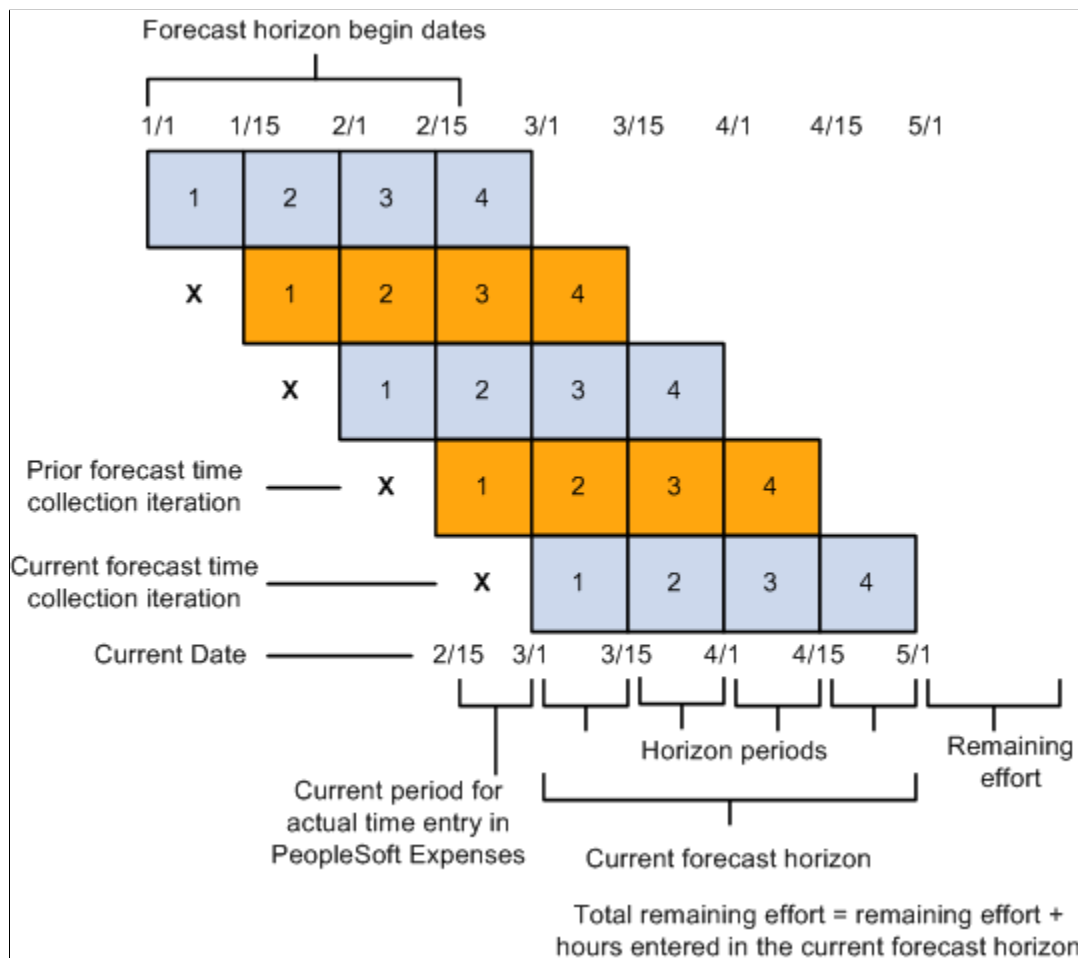 Forecast horizon begin dates
1/1 1/15 2/1 2/15 3/1 3/15 4/1 4/15 5/1
1 2 3 4
X 1 2 3 4
X 1 2 3 4
Prior forecast time
collection iteration
X 1 2 3 4
Current forecast time
collection iteration
X 1 2 3 4
Current Date 2/15 3/1 3/15 4/1 4/15 5/1
Horizon periods
Remaining
effort
Current period for
actual time entry in
PeopleSoft Expenses
Current forecast horizon
Total remaining effort = remaining effort +
hours entered in the current forecast horizon